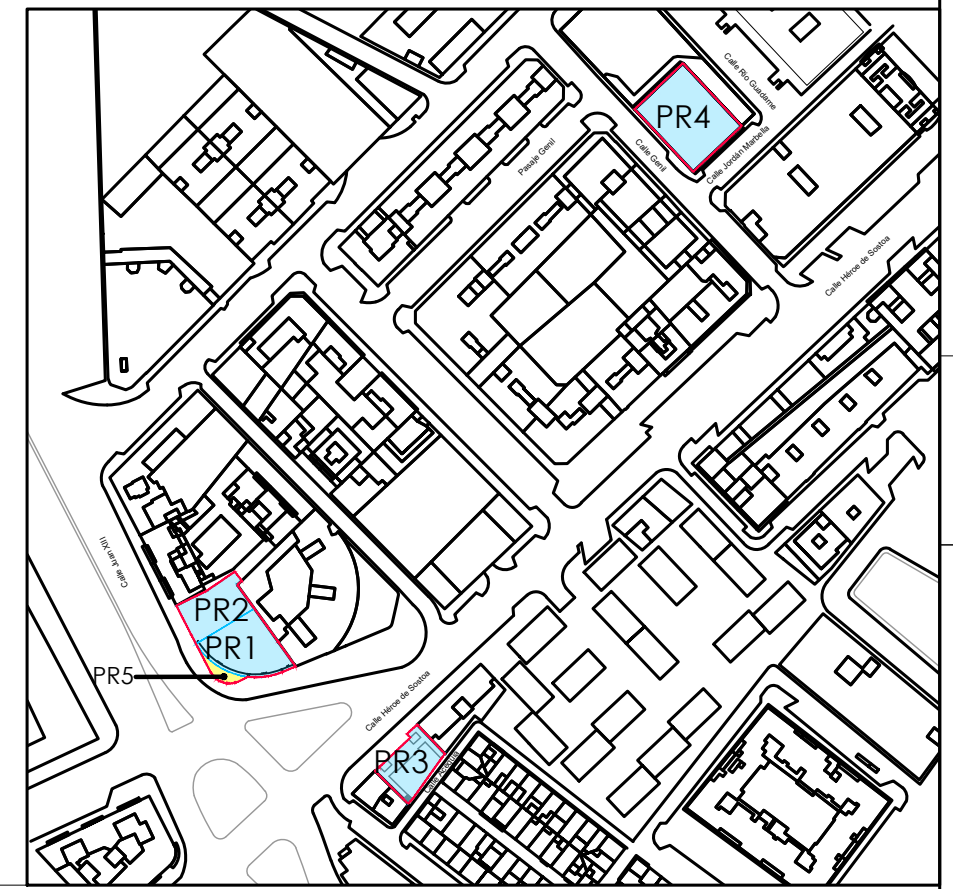 Calle Río Guadame
PR4
Calle Jordán Marbella
Calle Genil
Pasaje Genil
Calle Héroe de Sostoa
Calle Juan XIII
PR2
PR1
PR5
Calle Héroe de Sostoa
PR3